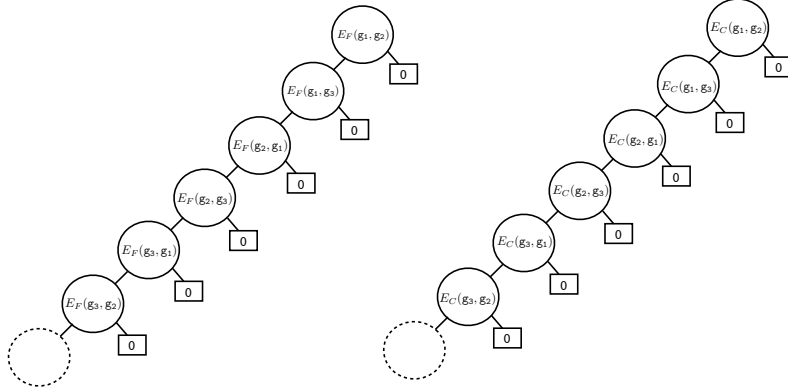 E_F(g₁, g₂)
0
E_F(g₁, g₃)
0
E_F(g₂, g₁)
0
E_F(g₂, g₃)
0
E_F(g₃, g₁)
0
E_F(g₃, g₂)
0
E_C(g₁, g₂)
0
E_C(g₁, g₃)
0
E_C(g₂, g₁)
0
E_C(g₂, g₃)
0
E_C(g₃, g₁)
0
E_C(g₃, g₂)
0